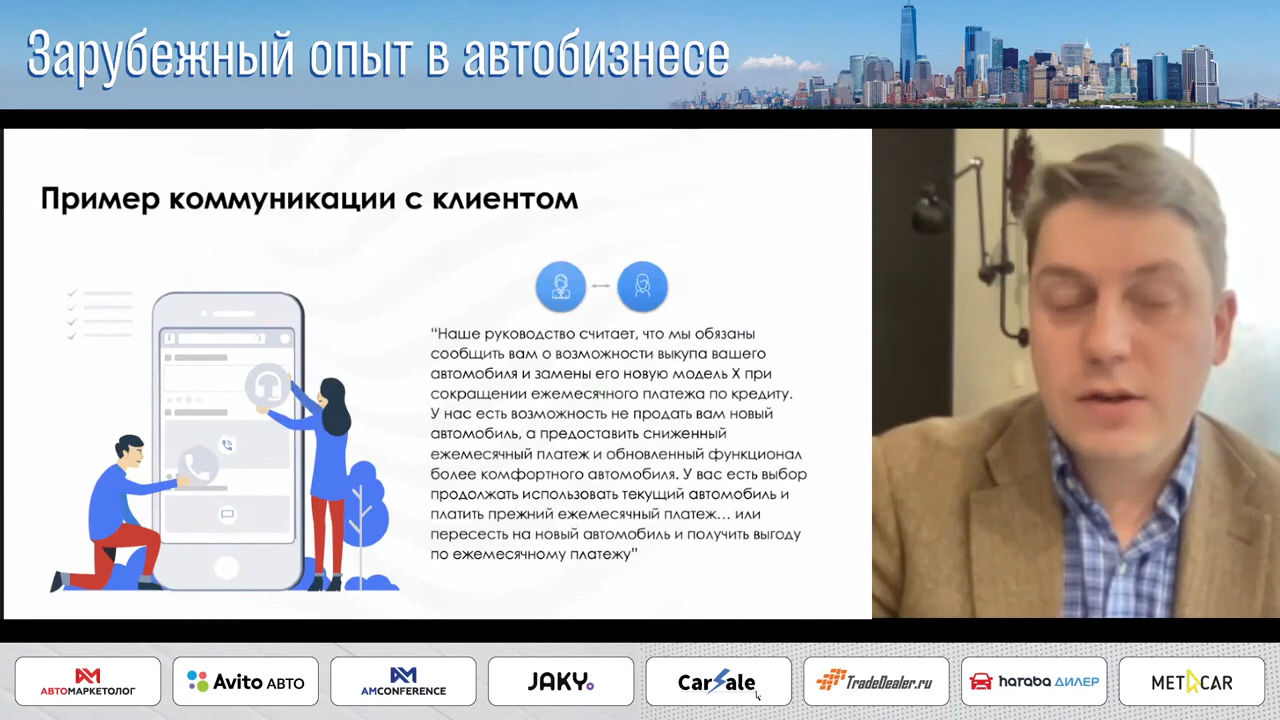 Зарубежный опыт в автобизнесе
Пример коммуникации с клиентом
“Наше руководство считает, что мы обязаны
сообщить вам о возможности выкупа вашего
автомобиля и замены его новую модель X при
сокращении ежемесячного платежа по кредиту.
У нас есть возможность не продать вам новый
автомобиль, а предоставить сниженный
ежемесячный платеж и обновленный функционал
более комфортного автомобиля. У вас есть выбор
продолжать использовать текущий автомобиль и
платить прежний ежемесячный платеж... или
пересесть на новый автомобиль и получить выгоду
по ежемесячному платежу”
АВТОМАРКЕТОЛОГ
Avito АВТО
AMCONFERENCE
JAKY
CarSale
TradeDealer.ru
haraba ДИЛЕР
METACAR